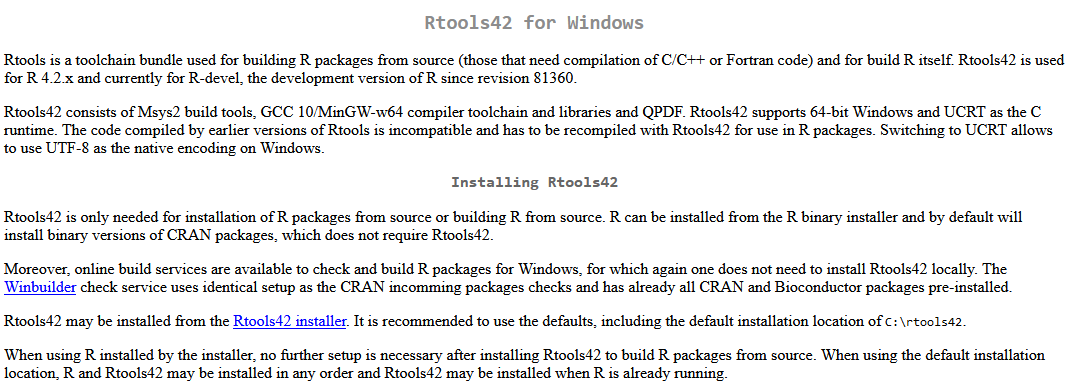 Rtools42 for Windows
Rtools is a toolchain bundle used for building R packages from source (those that need compilation of C/C++ or Fortran code) and for build R itself. Rtools42 is used
for R 4.2.x and currently for R-devel, the development version of R since revision 81360.
Rtools42 consists of Msys2 build tools, GCC 10/MinGW-w64 compiler toolchain and libraries and QPDF. Rtools42 supports 64-bit Windows and UCRT as the C
runtime. The code compiled by earlier versions of Rtools is incompatible and has to be recompiled with Rtools42 for use in R packages. Switching to UCRT allows
to use UTF-8 as the native encoding on Windows.
Installing Rtools42
Rtools42 is only needed for installation of R packages from source or building R from source. R can be installed from the R binary installer and by default will
install binary versions of CRAN packages, which does not require Rtools42.
Moreover, online build services are available to check and build R packages for Windows, for which again one does not need to install Rtools42 locally. The
Winbuilder check service uses identical setup as the CRAN incomming packages checks and has already all CRAN and Bioconductor packages pre-installed.
Rtools42 may be installed from the Rtools42 installer. It is recommended to use the defaults, including the default installation location of C:\rtools42.
When using R installed by the installer, no further setup is necessary after installing Rtools42 to build R packages from source. When using the default installation
location, R and Rtools42 may be installed in any order and Rtools42 may be installed when R is already running.